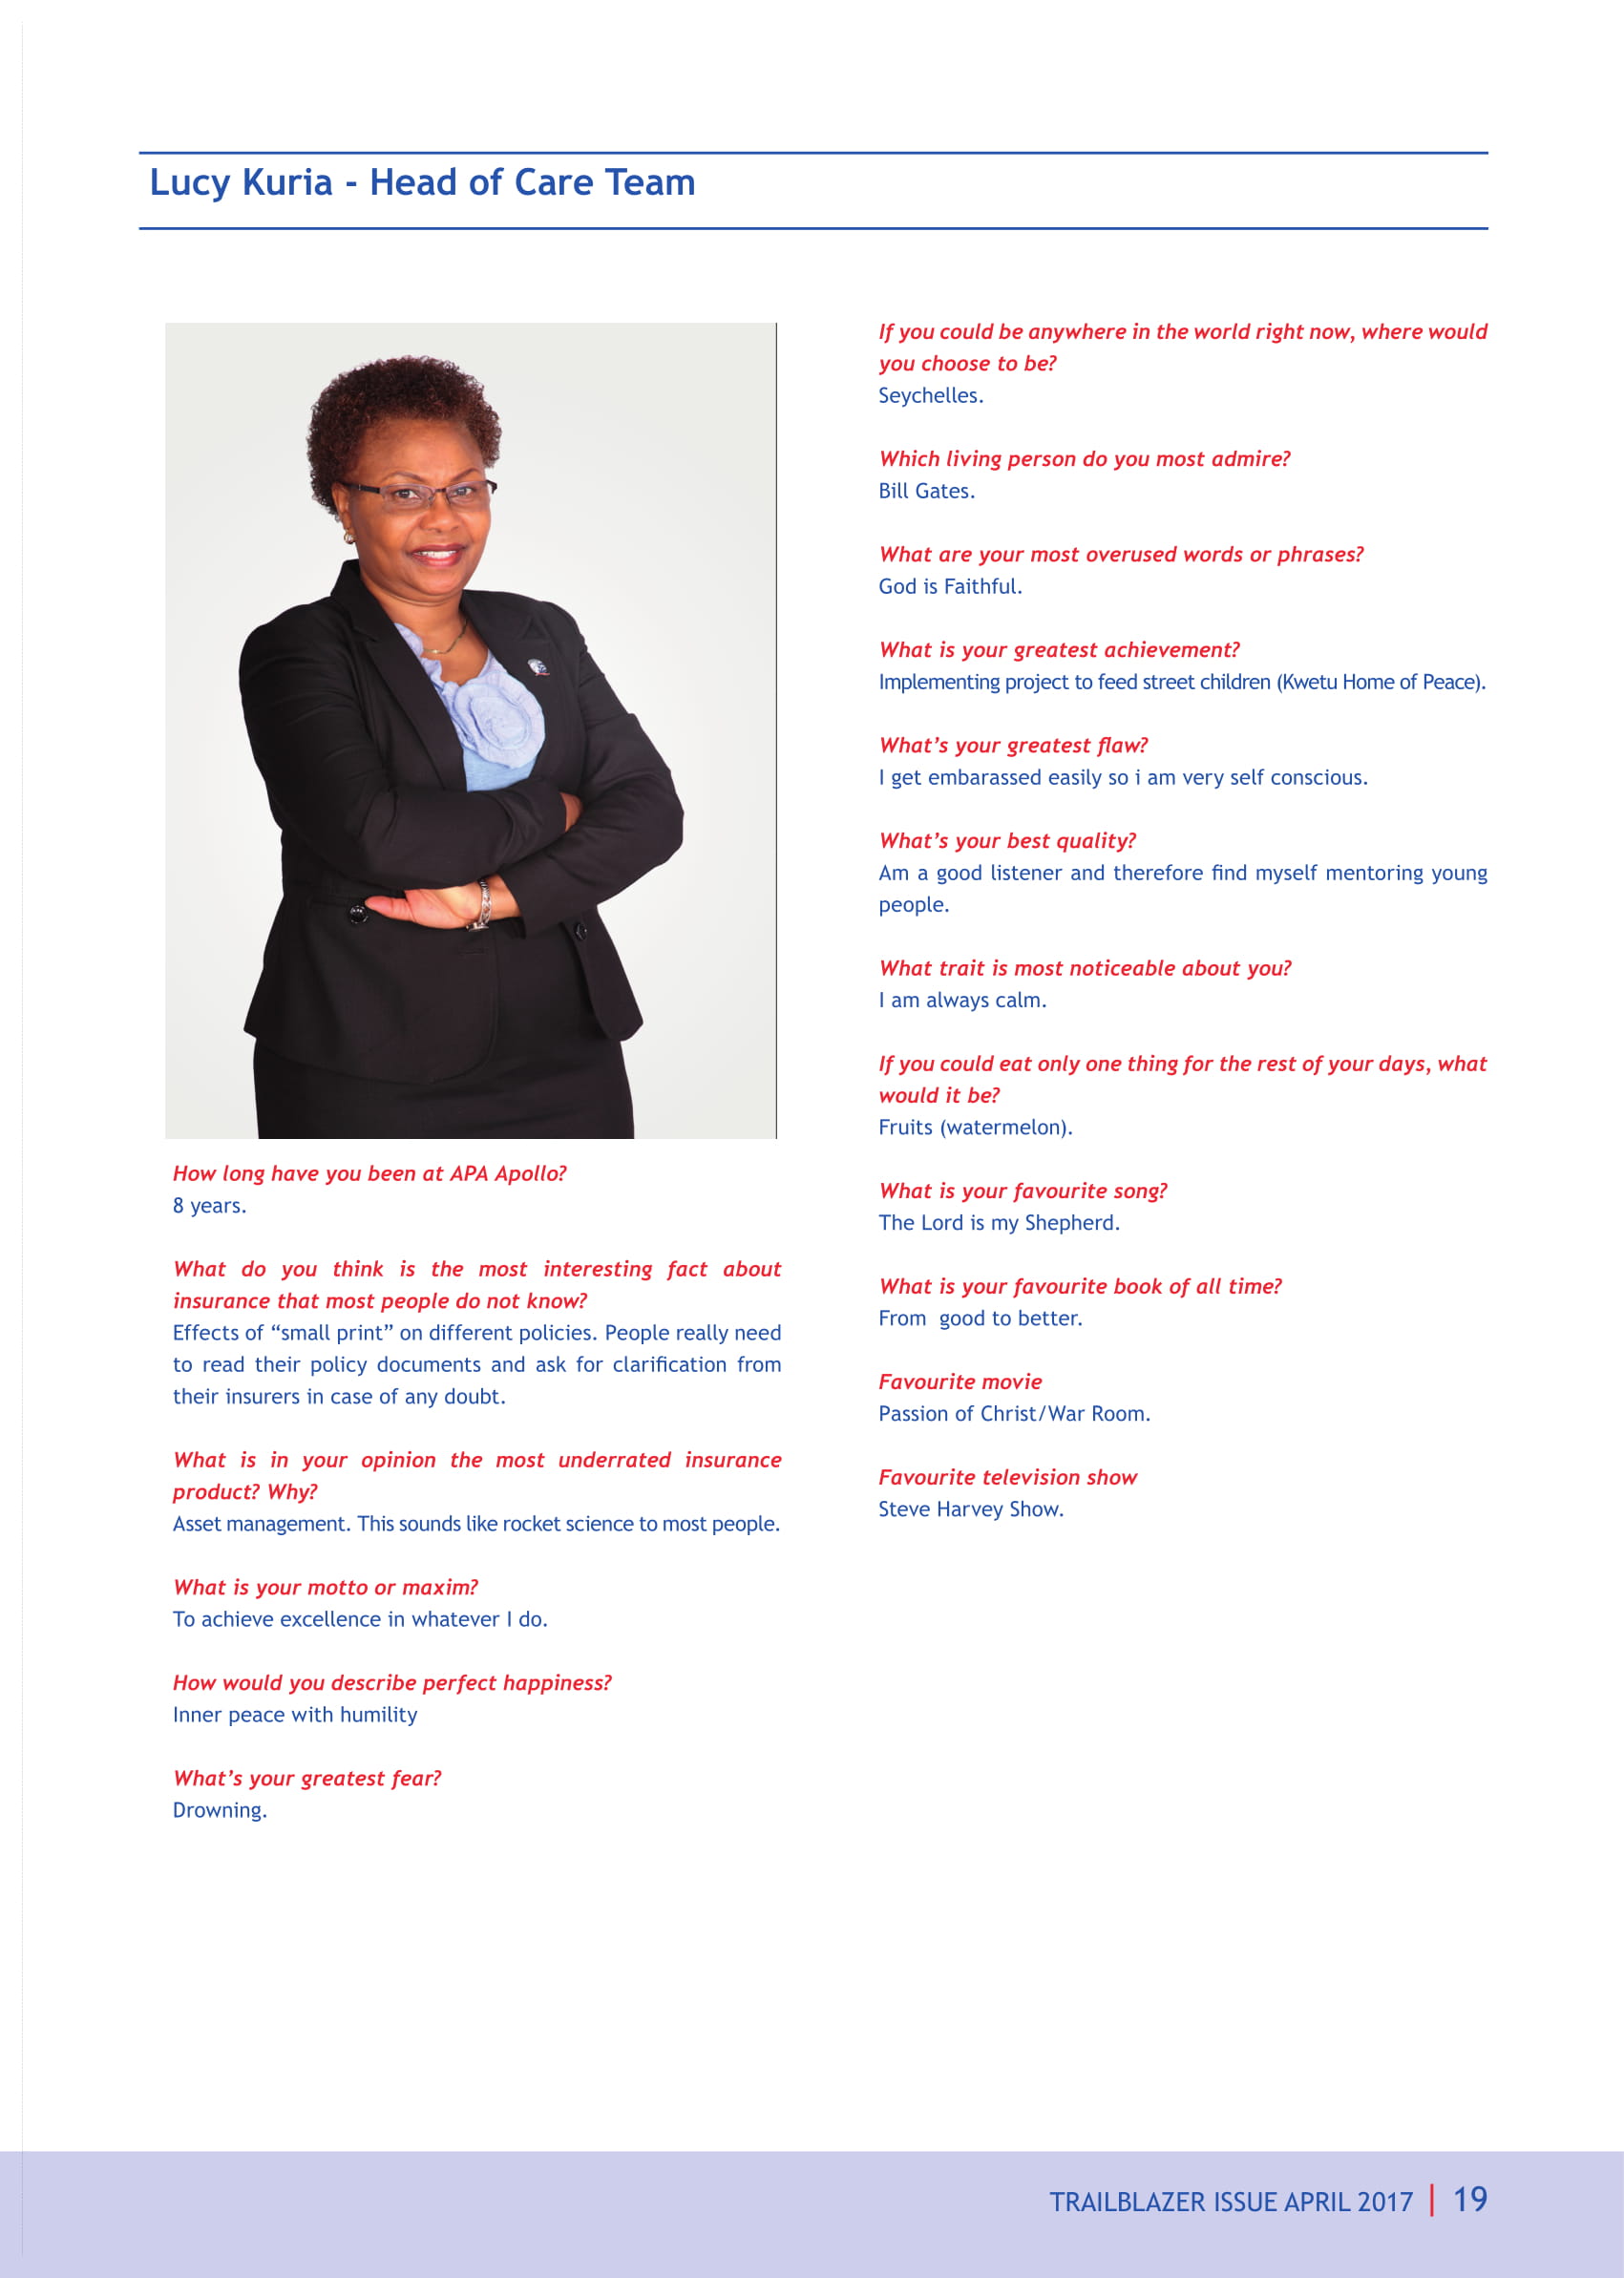 Lucy Kuria - Head of Care Team
How long have you been at APA Apollo?
8 years.
What do you think is the most interesting fact about
insurance that most people do not know?
Effects of “small print” on different policies. People really need
to read their policy documents and ask for clarification from
their insurers in case of any doubt.
What is in your opinion the most underrated insurance
product? Why?
Asset management. This sounds like rocket science to most people.
What is your motto or maxim?
To achieve excellence in whatever I do.
How would you describe perfect happiness?
Inner peace with humility
What’s your greatest fear?
Drowning.
If you could be anywhere in the world right now, where would
you choose to be?
Seychelles.
Which living person do you most admire?
Bill Gates.
What are your most overused words or phrases?
God is Faithful.
What is your greatest achievement?
Implementing project to feed street children (Kwetu Home of Peace).
What’s your greatest flaw?
I get embarassed easily so i am very self conscious.
What’s your best quality?
Am a good listener and therefore find myself mentoring young
people.
What trait is most noticeable about you?
I am always calm.
If you could eat only one thing for the rest of your days, what
would it be?
Fruits (watermelon).
What is your favourite song?
The Lord is my Shepherd.
What is your favourite book of all time?
From  good to better.
Favourite movie
Passion of Christ/War Room.
Favourite television show
Steve Harvey Show.
TRAILBLAZER ISSUE APRIL 2017 | 19